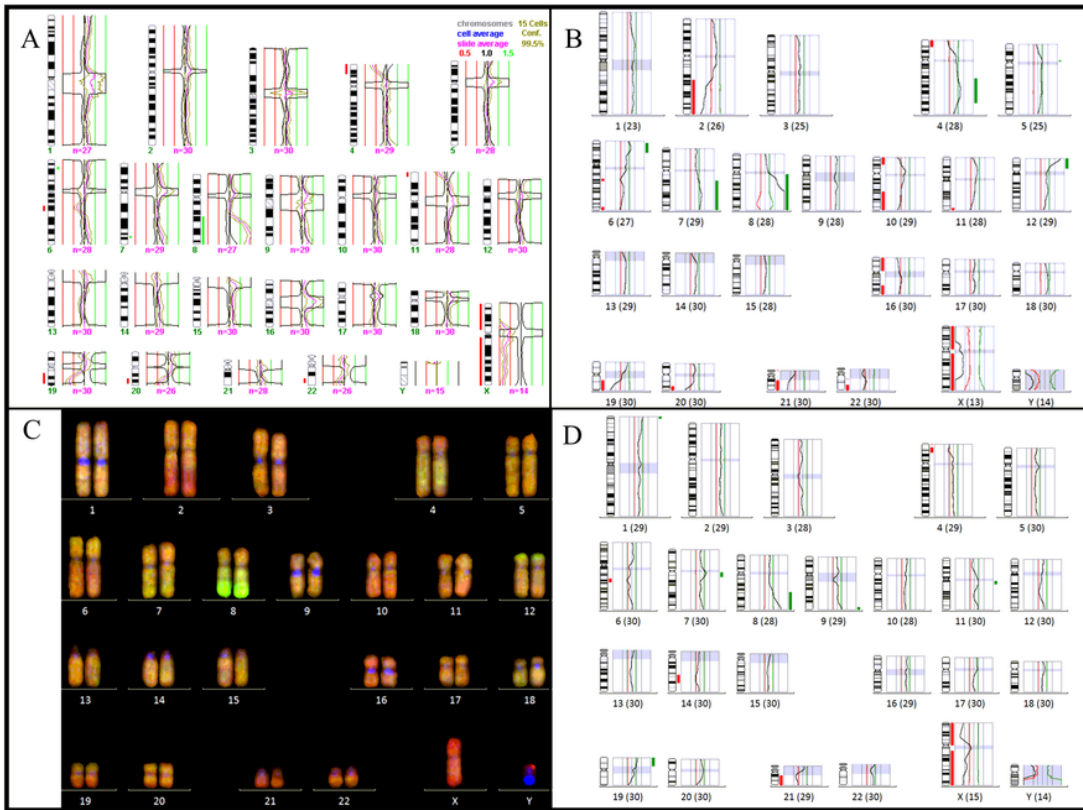 A
chromosomes 15 Cells
cell average Conf.
slide average 99.5%
0.5 1.0 1.5
1 n=27
2 n=30
3 n=30
4 n=29
5 n=28
6 n=28
7 n=29
8 n=27
9 n=29
10 n=30
11 n=28
12 n=30
13 n=30
14 n=29
15 n=30
16 n=30
17 n=30
18 n=30
19 n=30
20 n=26
21 n=28
22 n=26
Y n=15
X n=14
B
1 (23)
2 (26)
3 (25)
4 (28)
5 (25)
6 (27)
7 (29)
8 (28)
9 (28)
10 (29)
11 (28)
12 (29)
13 (29)
14 (30)
15 (28)
16 (30)
17 (30)
18 (30)
19 (30)
20 (30)
21 (30)
22 (30)
X (13)
Y (14)
C
1
2
3
4
5
6
7
8
9
10
11
12
13
14
15
16
17
18
19
20
21
22
X
Y
D
1 (29)
2 (29)
3 (28)
4 (29)
5 (30)
6 (30)
7 (30)
8 (28)
9 (29)
10 (28)
11 (30)
12 (30)
13 (30)
14 (30)
15 (30)
16 (29)
17 (30)
18 (30)
19 (30)
20 (30)
21 (29)
22 (30)
X (15)
Y (14)